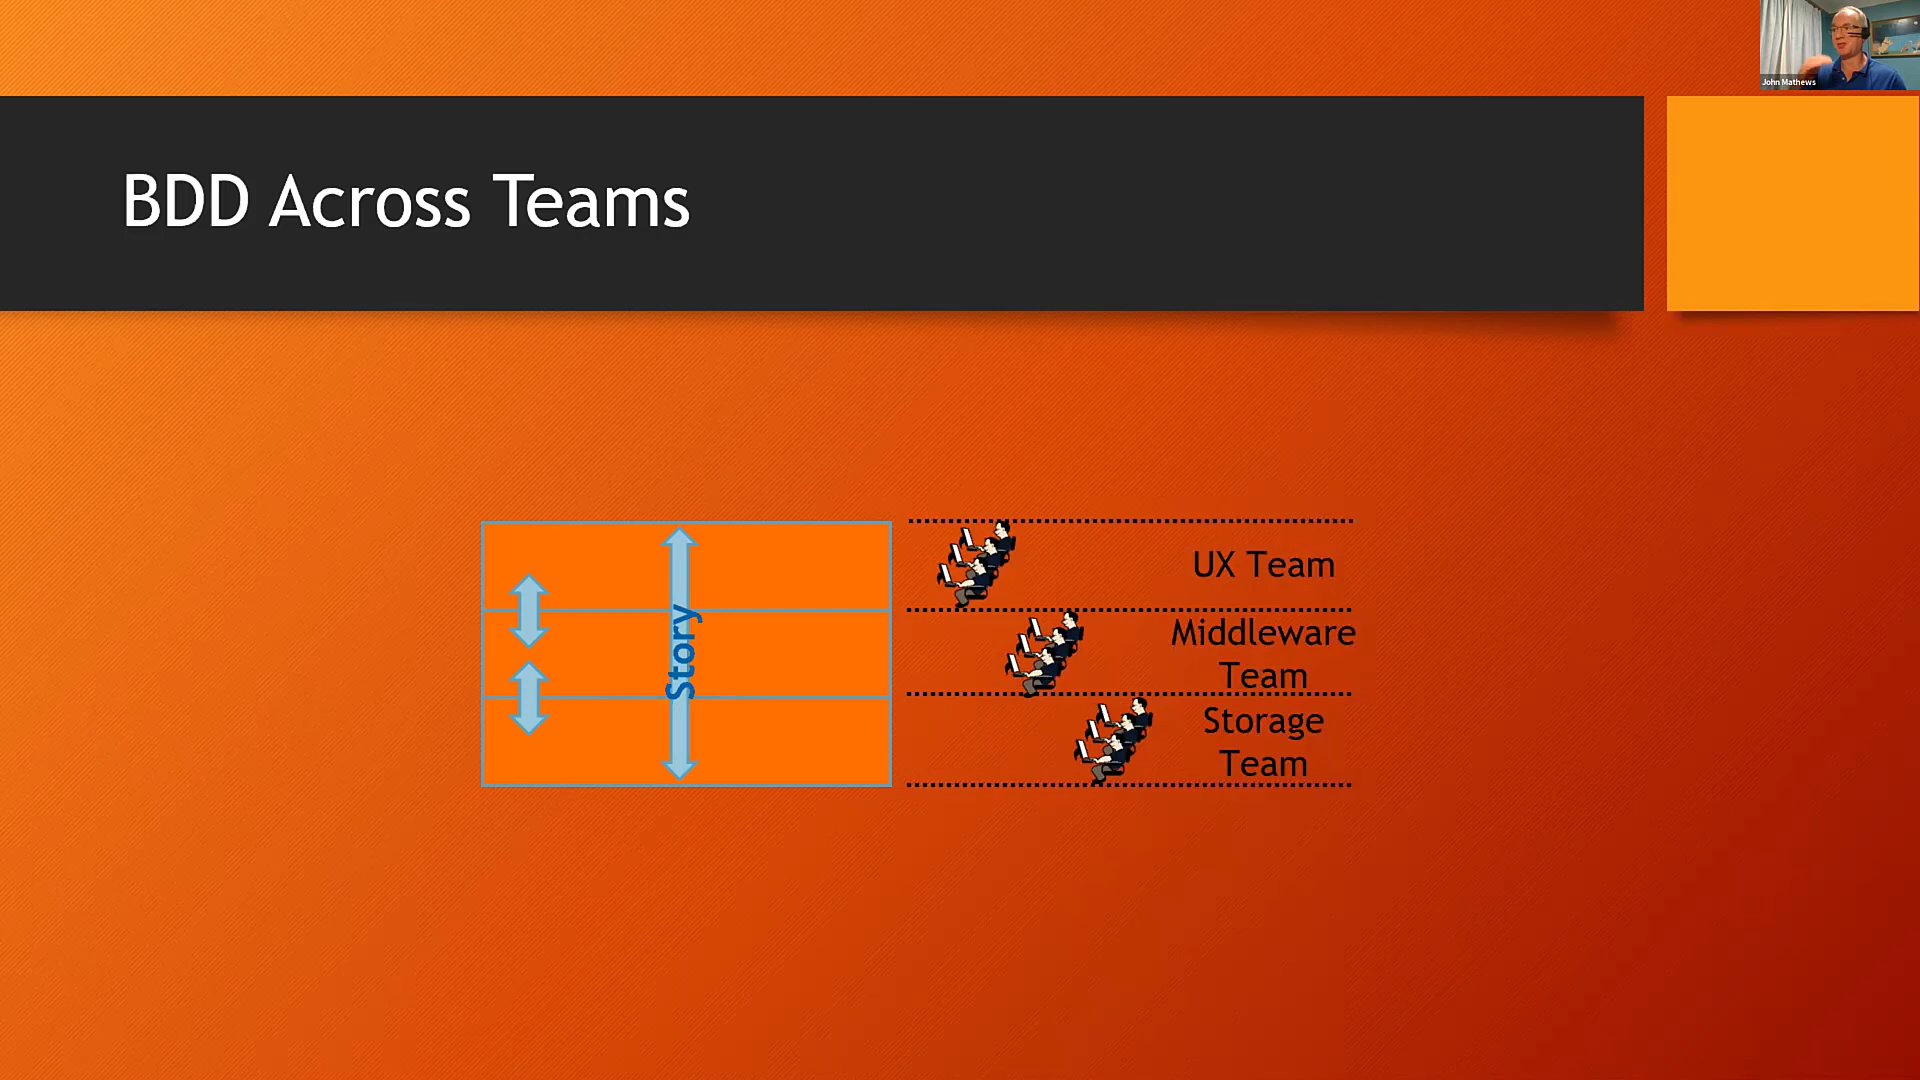 John Mathews
BDD Across Teams
Story
UX Team
Middleware
Team
Storage
Team